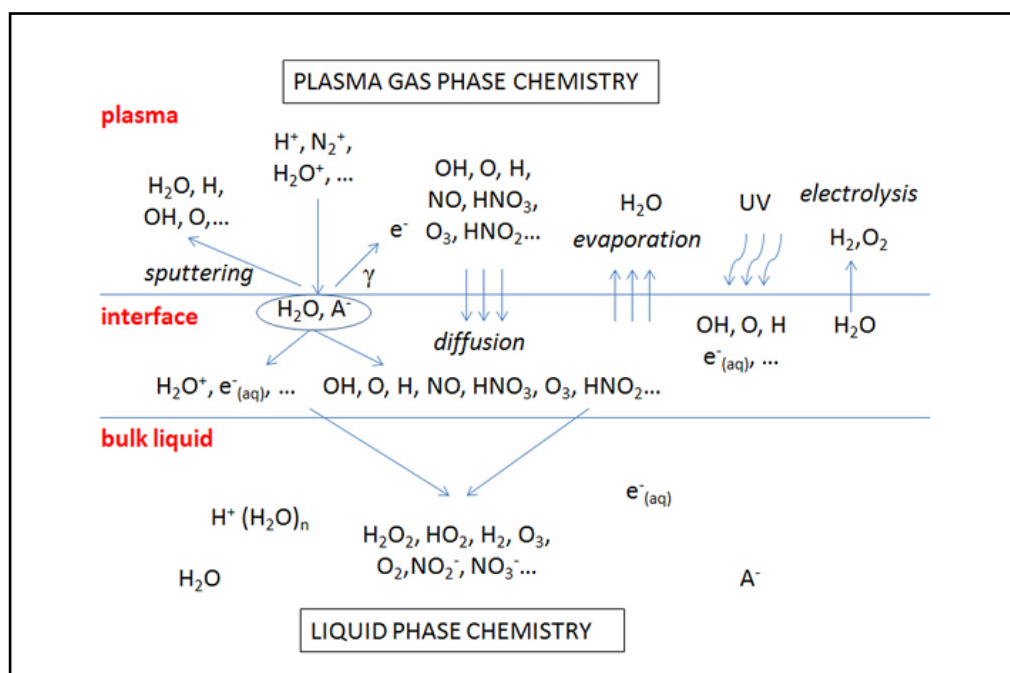 PLASMA GAS PHASE CHEMISTRY
plasma
H⁺, N₂⁺,
H₂O⁺, ...
H₂O, H,
OH, O,...
sputtering
e⁻
γ
OH, O, H,
NO, HNO₃,
O₃, HNO₂...
diffusion
H₂O
evaporation
UV
electrolysis
H₂,O₂
interface
H₂O, A⁻
OH, O, H
e⁻(aq), ...
H₂O
H₂O⁺, e⁻(aq), ...
OH, O, H, NO, HNO₃, O₃, HNO₂...
bulk liquid
e⁻(aq)
H⁺ (H₂O)ₙ
H₂O₂, HO₂, H₂, O₃,
O₂,NO₂⁻, NO₃⁻...
H₂O
A⁻
LIQUID PHASE CHEMISTRY